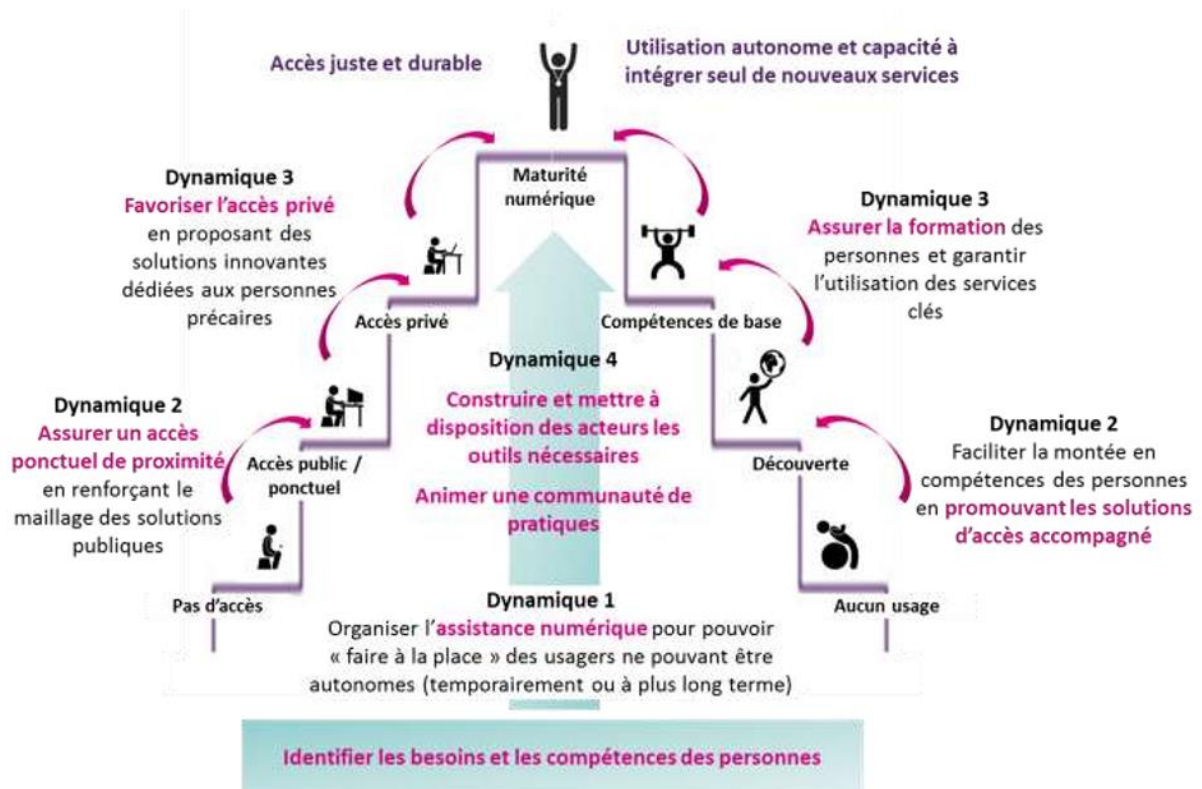 Accès juste et durable
Utilisation autonome et capacité à
intégrer seul de nouveaux services
Dynamique 3
Favoriser l'accès privé
en proposant des
solutions innovantes
dédiées aux personnes
précaires
Maturité
numérique
Dynamique 3
Assurer la formation des
personnes et garantir
l'utilisation des services
clés
Accès privé
Compétences de base
Dynamique 2
Assurer un accès
ponctuel de proximité
en renforçant le
maillage des solutions
publiques
Accès public /
ponctuel
Dynamique 4
Construire et mettre à
disposition des acteurs les
outils nécessaires
Animer une communauté de
pratiques
Découverte
Dynamique 2
Faciliter la montée en
compétences des personnes
en promouvant les solutions
d'accès accompagné
Pas d'accès
Aucun usage
Dynamique 1
Organiser l'assistance numérique pour pouvoir
« faire à la place » des usagers ne pouvant être
autonomes (temporairement ou à plus long terme)
Identifier les besoins et les compétences des personnes